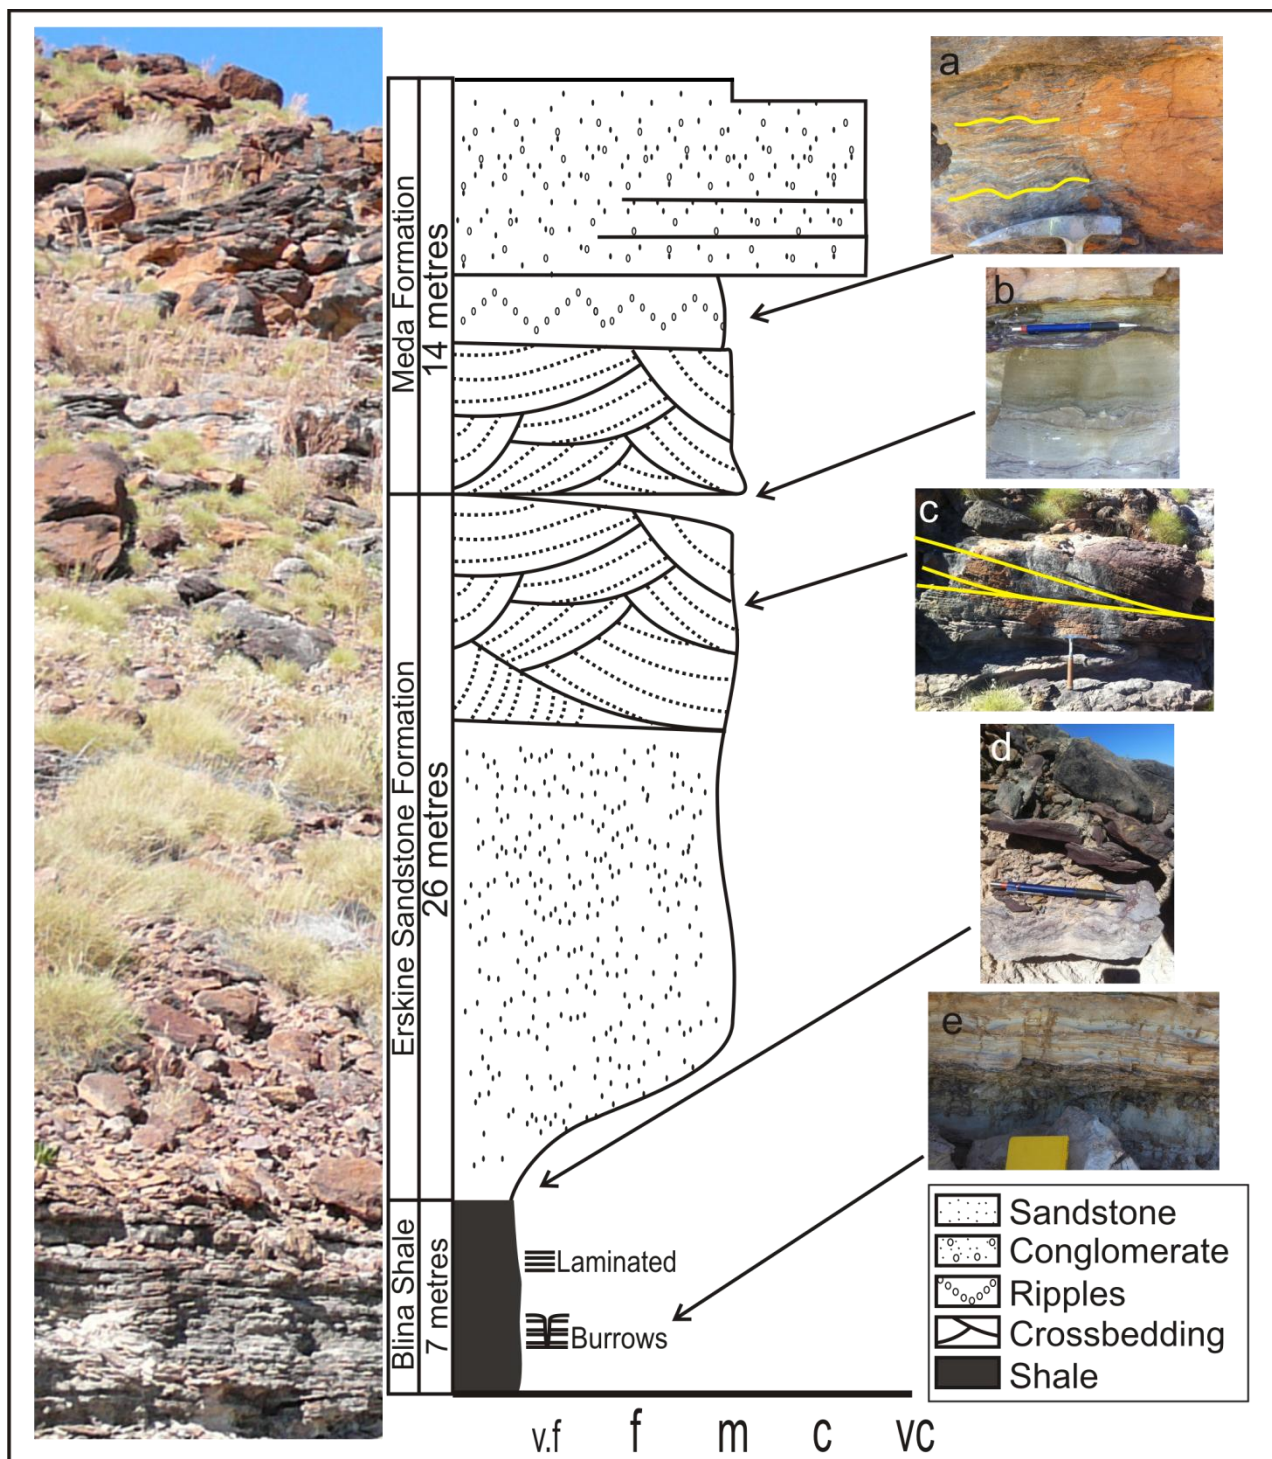 Meda Formation
14 metres
Erskine Sandstone Formation
26 metres
Blina Shale
7 metres
Laminated
Burrows
v.f f m c vc
a
b
c
d
e
Sandstone
Conglomerate
Ripples
Crossbedding
Shale